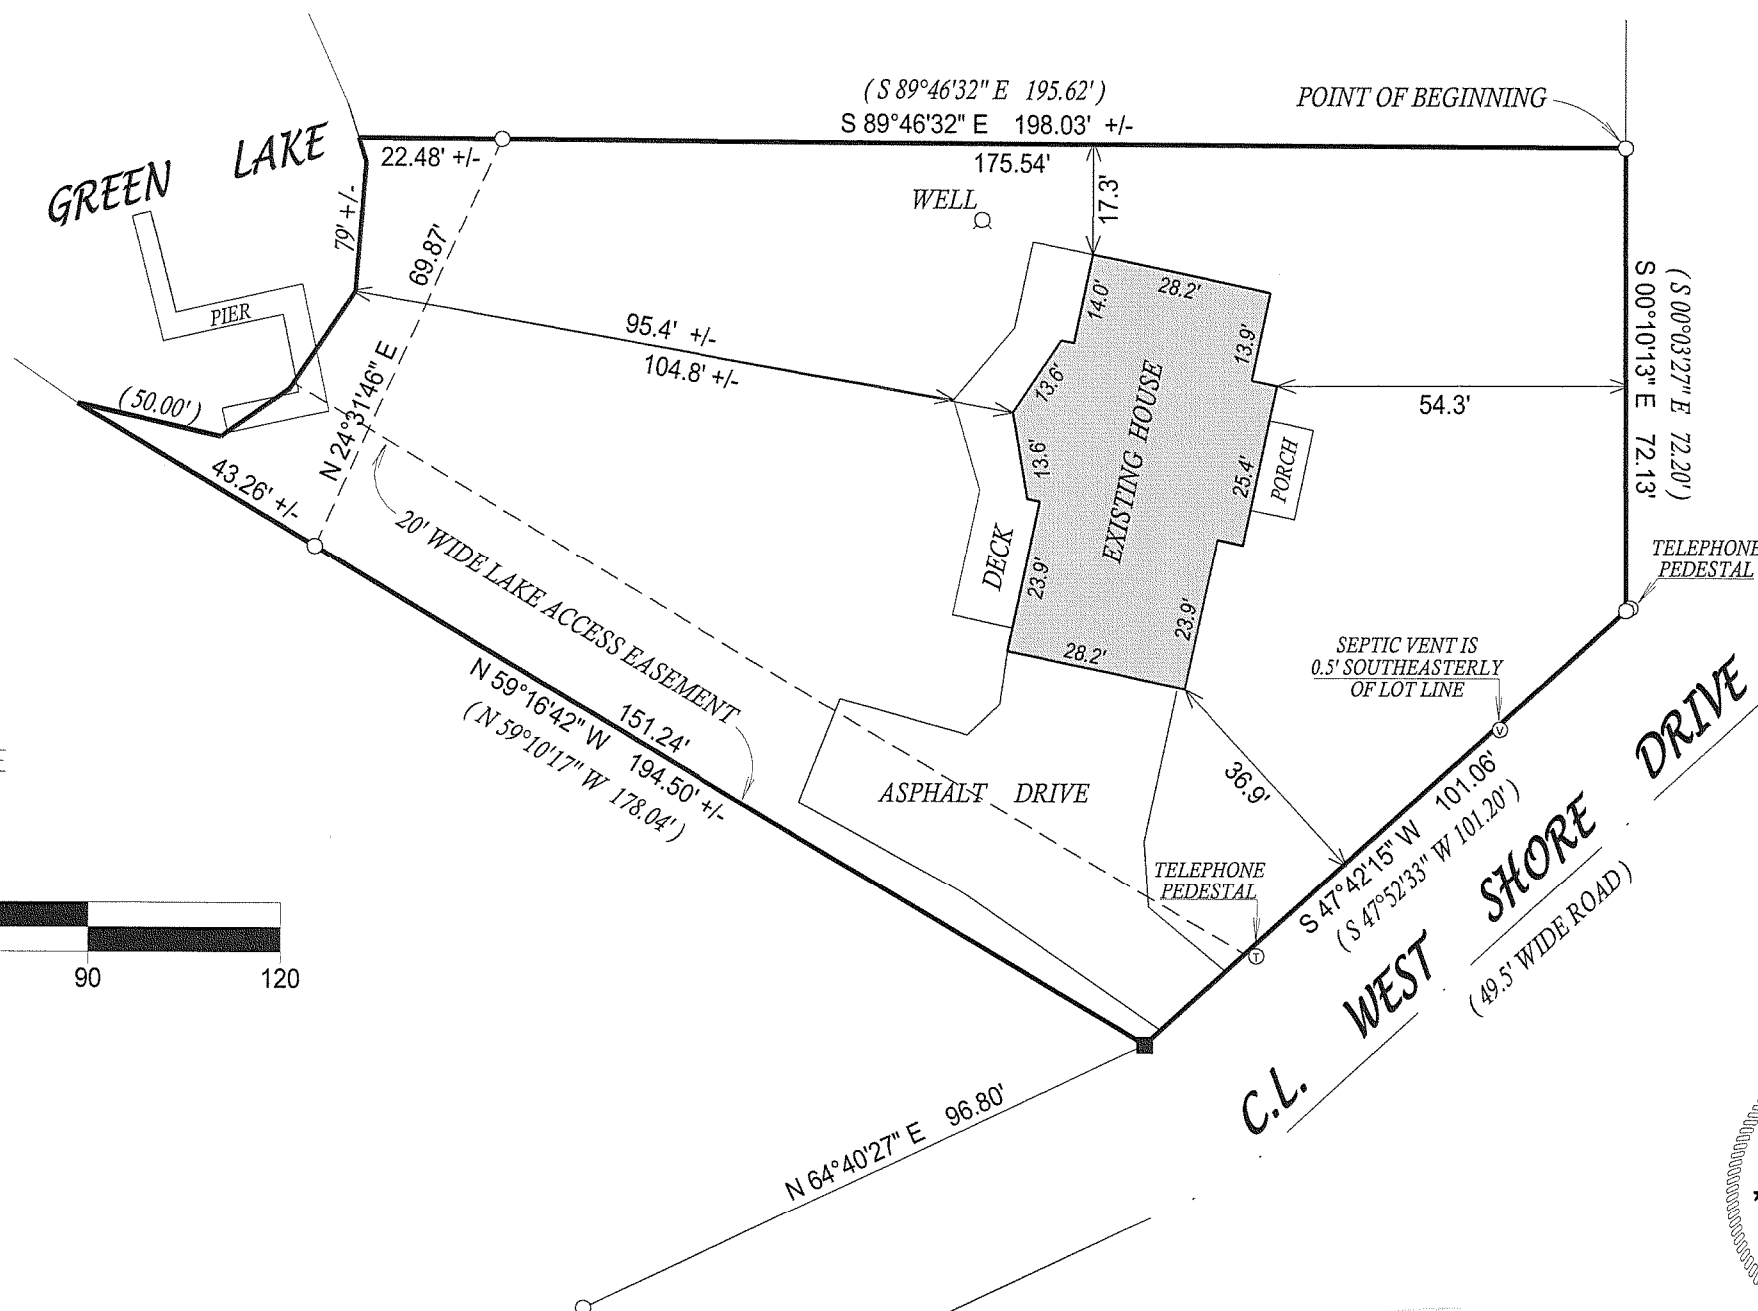 ( S 89°46'32" E 195.62' )
S 89°46'32" E 198.03' +/-
POINT OF BEGINNING
GREEN LAKE
22.48' +/-
175.54'
WELL
17.3'
79' +/-
69.87'
PIER
28.2'
14.0'
13.9'
95.4' +/-
104.8' +/-
13.6'
54.3'
( S 00°03'27" E 72.20' )
S 00°10'13" E 72.13'
( 50.00' )
N 24°31'46" E
43.26' +/-
13.6'
EXISTING HOUSE
25.4'
PORCH
20' WIDE LAKE ACCESS EASEMENT
DECK
23.9'
23.9'
28.2'
TELEPHONE
PEDESTAL
SEPTIC VENT IS
0.5' SOUTHEASTERLY
OF LOT LINE
V
151.24'
N 59°16'42" W 194.50' +/-
( N 59°10'17" W 178.04' )
ASPHALT DRIVE
36.9'
TELEPHONE
PEDESTAL
T
S 47°42'15" W 101.06'
( S 47°52'33" W 101.20' )
C.L. WEST SHORE DRIVE
( 49.5' WIDE ROAD )
90 120
N 64°40'27" E 96.80'